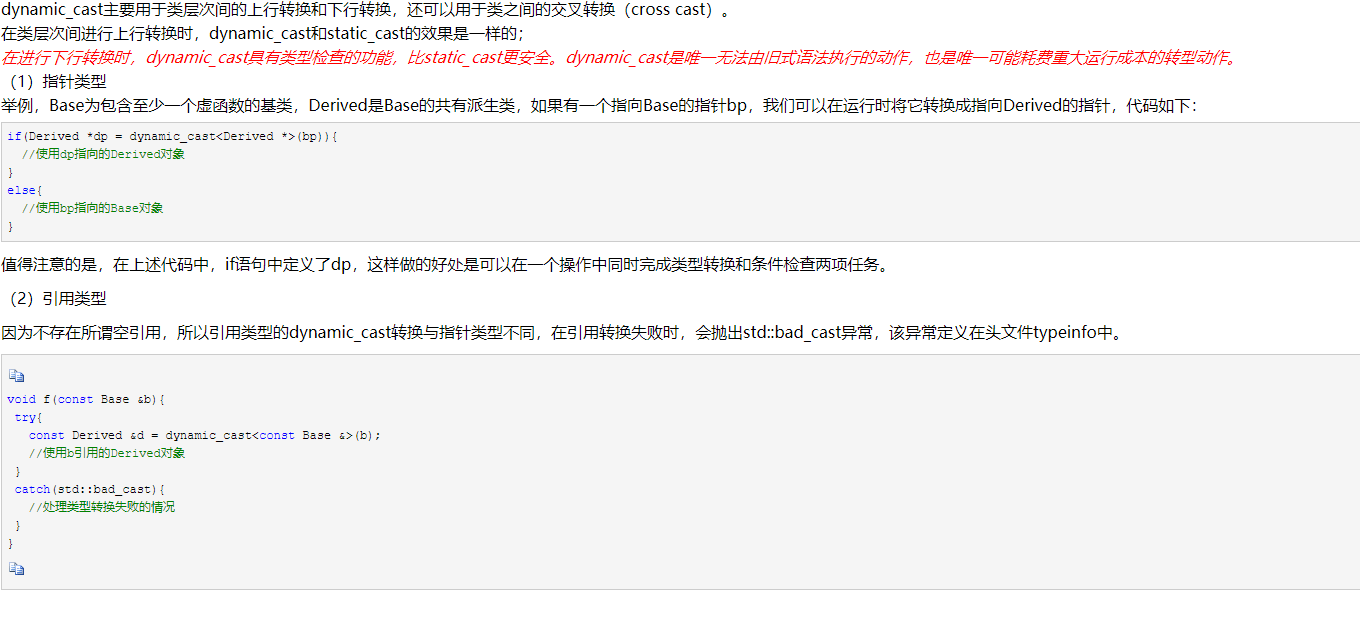 dynamic_cast主要用于类层次间的上行转换和下行转换，还可以用于类之间的交叉转换（cross cast）。
在类层次间进行上行转换时，dynamic_cast和static_cast的效果是一样的；
在进行下行转换时，dynamic_cast具有类型检查的功能，比static_cast更安全。dynamic_cast是唯一无法由旧式语法执行的动作，也是唯一可能耗费重大运行成本的转型动作。
（1）指针类型
举例，Base为包含至少一个虚函数的基类，Derived是Base的共有派生类，如果有一个指向Base的指针bp，我们可以在运行时将它转换成指向Derived的指针，代码如下：
if(Derived *dp = dynamic_cast<Derived *>(bp)){
  //使用dp指向的Derived对象
}
else{
  //使用bp指向的Base对象
}
值得注意的是，在上述代码中，if语句中定义了dp，这样做的好处是可以在一个操作中同时完成类型转换和条件检查两项任务。
（2）引用类型
因为不存在所谓空引用，所以引用类型的dynamic_cast转换与指针类型不同，在引用转换失败时，会抛出std::bad_cast异常，该异常定义在头文件typeinfo中。
void f(const Base &b){
 try{
   const Derived &d = dynamic_cast<const Base &>(b);
   //使用b引用的Derived对象
 }
 catch(std::bad_cast){
   //处理类型转换失败的情况
 }
}